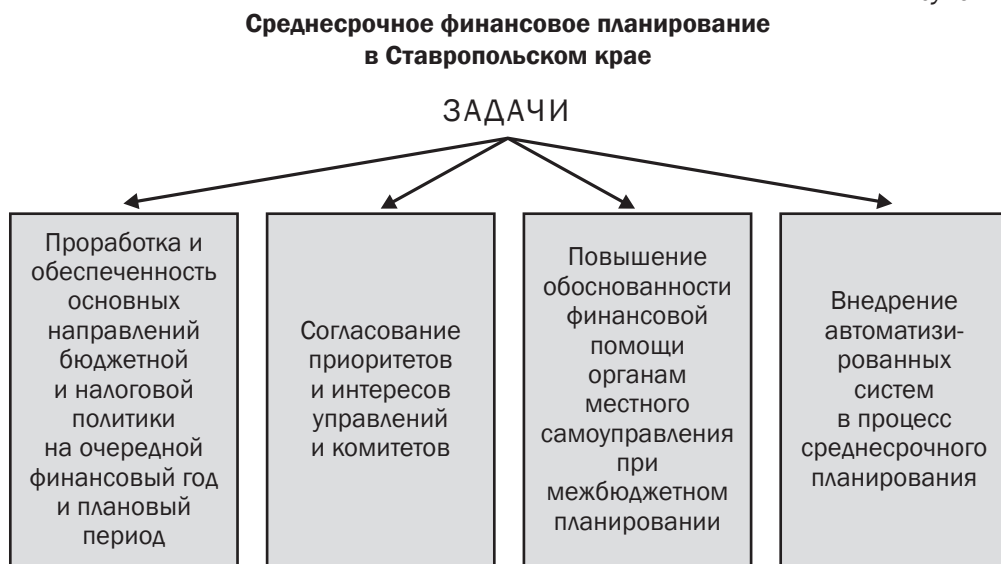 Среднесрочное финансовое планирование
в Ставропольском крае
ЗАДАЧИ
Проработка и
обеспеченность
основных
направлений
бюджетной
и налоговой
политики
на очередной
финансовый год
и плановый
период
Согласование
приоритетов
и интересов
управлений
и комитетов
Повышение
обоснованности
финансовой
помощи
органам
местного
самоуправления
при
межбюджетном
планировании
Внедрение
автоматизи-
рованных
систем
в процесс
среднесрочного
планирования